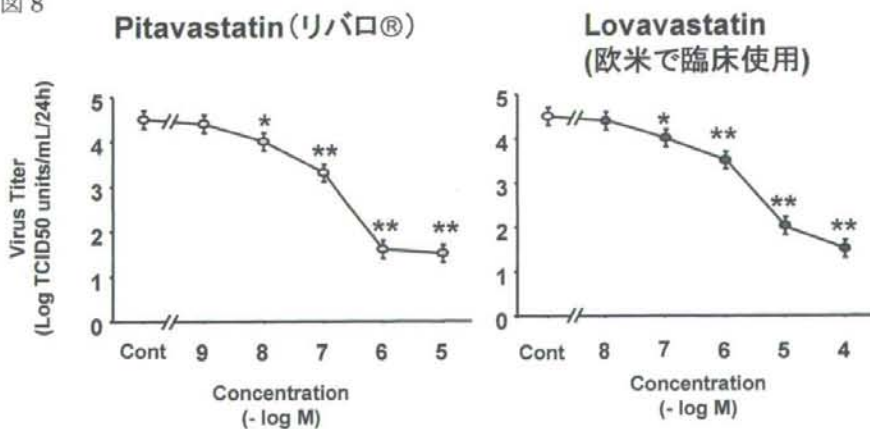 図 8
Pitavastatin（リバロ®）
Virus Titer
(Log TCID50 units/mL/24h)
5
4
3
2
1
0
*
**
**
**
Cont 9 8 7 6 5
Concentration
(- log M)
Lovavastatin
(欧米で臨床使用)
5
4
3
2
1
0
*
**
**
**
Cont 8 7 6 5 4
Concentration
(- log M)